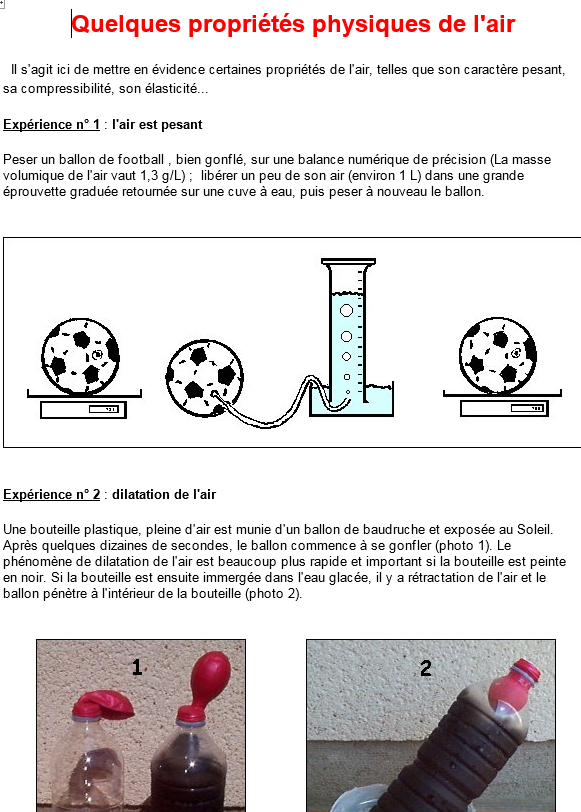 Quelques propriétés physiques de l'air
Il s'agit ici de mettre en évidence certaines propriétés de l'air, telles que son caractère pesant,
sa compressibilité, son élasticité...
Expérience n° 1 : l'air est pesant
Peser un ballon de football , bien gonflé, sur une balance numérique de précision (La masse
volumique de l'air vaut 1,3 g/L) ; libérer un peu de son air (environ 1 L) dans une grande
éprouvette graduée retournée sur une cuve à eau, puis peser à nouveau le ballon.
Expérience n° 2 : dilatation de l'air
Une bouteille plastique, pleine d'air est munie d'un ballon de baudruche et exposée au Soleil.
Après quelques dizaines de secondes, le ballon commence à se gonfler (photo 1). Le
phénomène de dilatation de l'air est beaucoup plus rapide et important si la bouteille est peinte
en noir. Si la bouteille est ensuite immergée dans l'eau glacée, il y a rétractation de l'air et le
ballon pénètre à l'intérieur de la bouteille (photo 2).
1
2